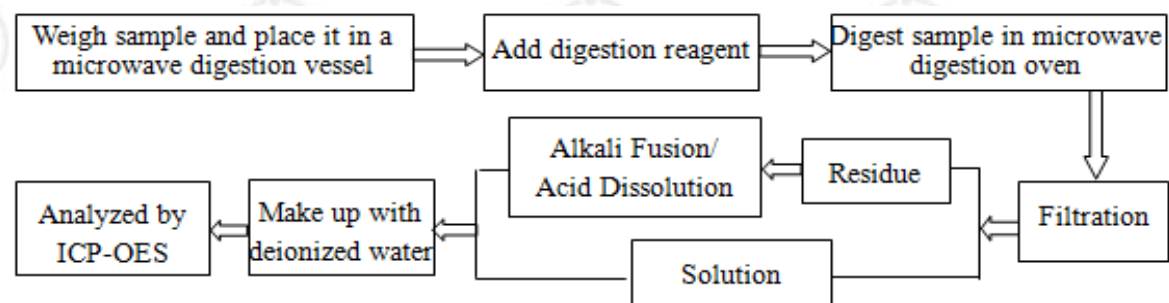 Weigh sample and place it in a
microwave digestion vessel
Add digestion reagent
Digest sample in microwave
digestion oven
Filtration
Residue
Alkali Fusion/
Acid Dissolution
Solution
Make up with
deionized water
Analyzed by
ICP-OES